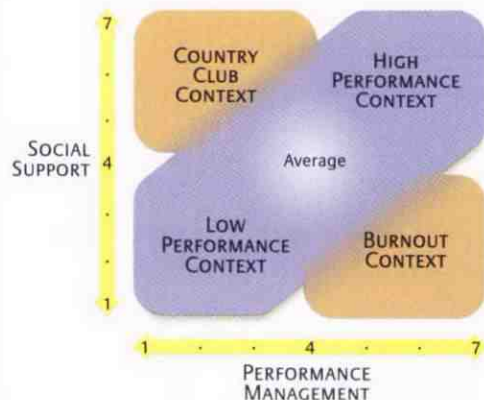 7
COUNTRY
CLUB
CONTEXT
HIGH
PERFORMANCE
CONTEXT
SOCIAL
SUPPORT
4
Average
LOW
PERFORMANCE
CONTEXT
BURNOUT
CONTEXT
1
1 · · 4 · · 7
PERFORMANCE
MANAGEMENT